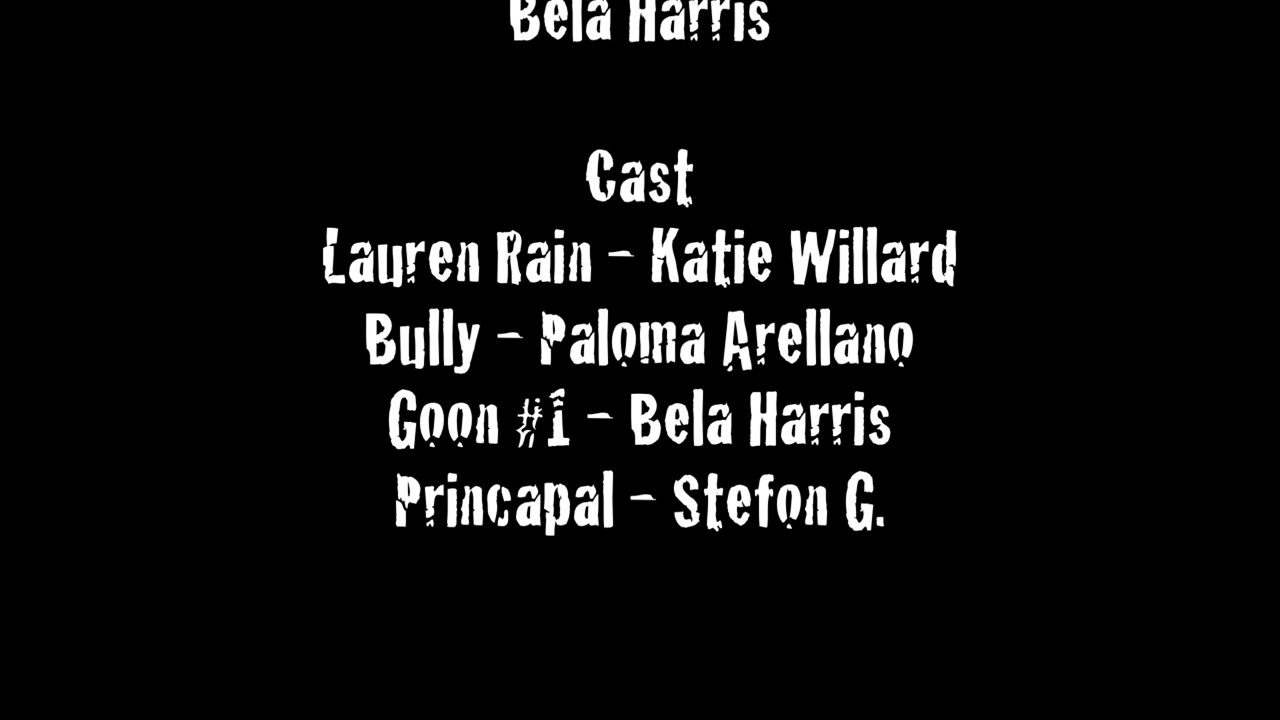 Bela Harris
Cast
Lauren Rain - Katie Willard
Bully - Paloma Arellano
Goon #1 - Bela Harris
Princapal - Stefon G.